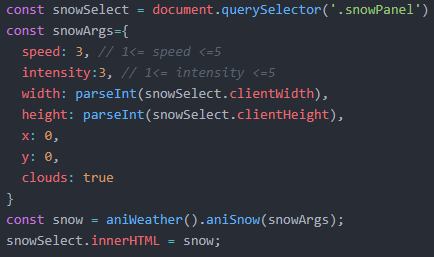 const snowSelect = document.querySelector('.snowPanel')
const snowArgs={
  speed: 3, // 1<= speed <=5
  intensity:3, // 1<= intensity <=5
  width: parseInt(snowSelect.clientWidth),
  height: parseInt(snowSelect.clientHeight),
  x: 0,
  y: 0,
  clouds: true
}
const snow = aniWeather().aniSnow(snowArgs);
snowSelect.innerHTML = snow;